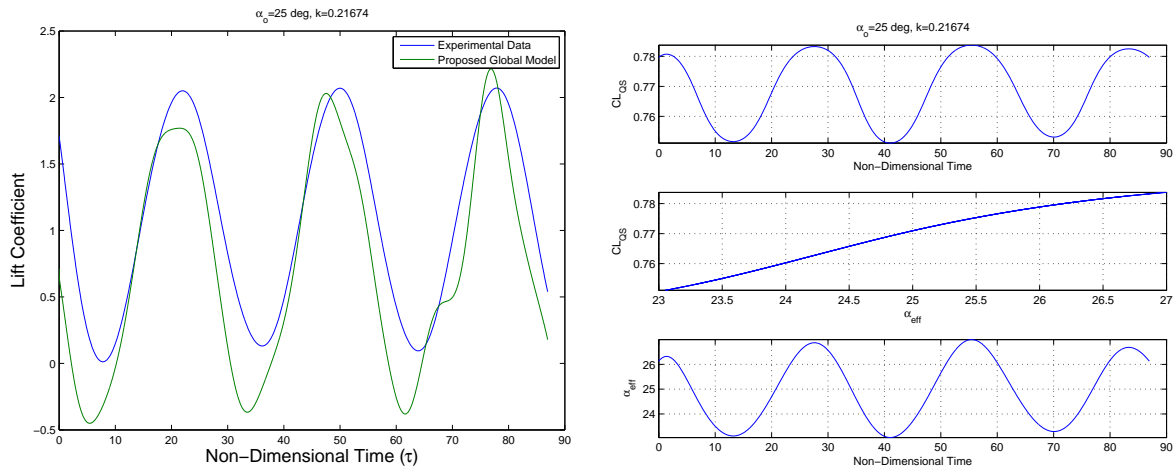 α₀=25 deg, k=0.21674
Experimental Data
Proposed Global Model
Lift Coefficient
2.5
2
1.5
1
0.5
0
−0.5
0 10 20 30 40 50 60 70 80 90
Non-Dimensional Time (τ)
α₀=25 deg, k=0.21674
CL_QS
0.78
0.77
0.76
0 10 20 30 40 50 60 70 80 90
Non-Dimensional Time
CL_QS
0.78
0.77
0.76
23 23.5 24 24.5 25 25.5 26 26.5 27
α_eff
α_eff
26
25
24
0 10 20 30 40 50 60 70 80 90
Non-Dimensional Time